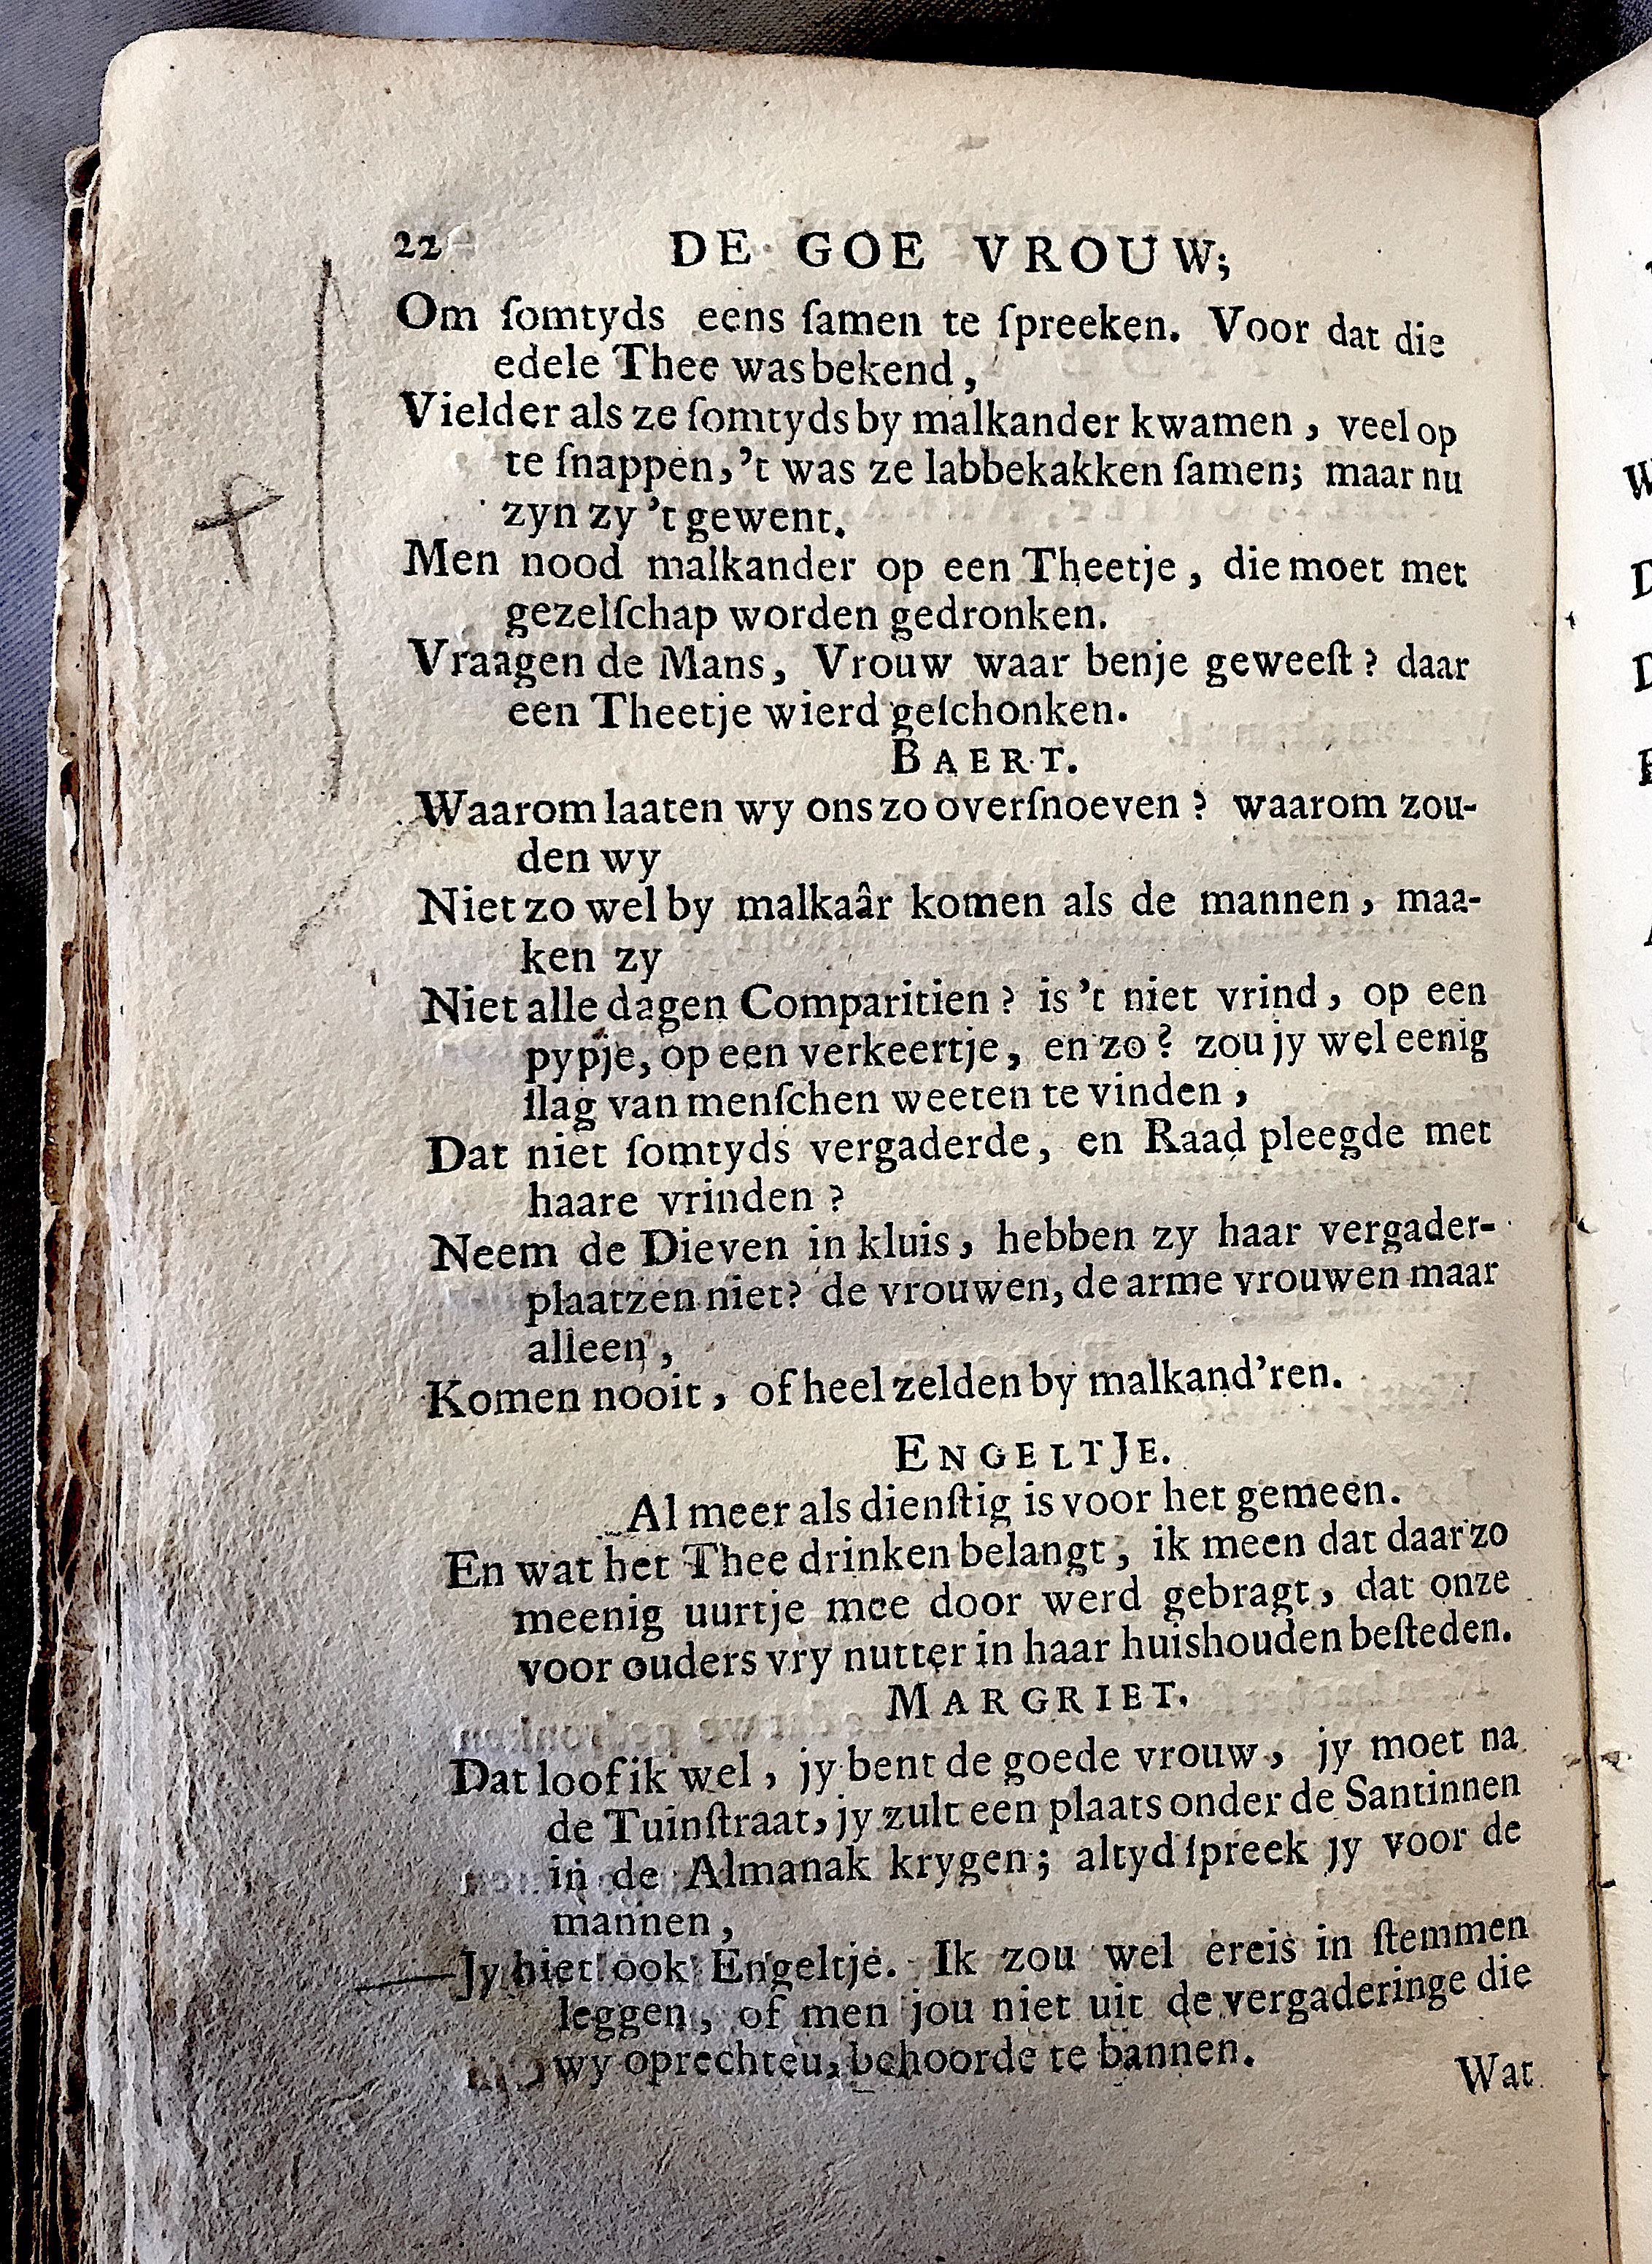 22 DE GOE VROUW;
Om ſomtyds eens ſamen te ſpreeken. Voor dat die
edele Thee was bekend,
Vielder als ze ſomtyds by malkander kwamen, veel op
te ſnappen, 't was ze labbekakken ſamen; maar nu
zyn zy 't gewent.
Men nood malkander op een Theetje, die moet met
gezelſchap worden gedronken.
Vraagen de Mans, Vrouw waar benje geweeſt? daar
een Theetje wierd geſchonken.
BAERT.
Waarom laaten wy ons zo overſnoeven? waarom zou-
den wy
Niet zo wel by malkaâr komen als de mannen, maa-
ken zy
Niet alle dagen Comparitien? is 't niet vrind, op een
pypje, op een verkeertje, en zo? zou jy wel eenig
ſlag van menſchen weeten te vinden,
Dat niet ſomtyds vergaderde, en Raad pleegde met
haare vrinden?
Neem de Dieven in kluis, hebben zy haar vergader-
plaatzen niet? de vrouwen, de arme vrouwen maar
alleen,
Komen nooit, of heel zelden by malkand'ren.
ENGELTJE.
Al meer als dienſtig is voor het gemeen.
En wat het Thee drinken belangt, ik meen dat daar zo
meenig uurtje mee door werd gebragt, dat onze
voor ouders vry nutter in haar huishouden beſteden.
MARGRIET.
Dat loof ik wel, jy bent de goede vrouw, jy moet na
de Tuinſtraat, jy zult een plaats onder de Santinnen
in de Almanak krygen; altyd ſpreek jy voor de
mannen,
Jy hiet ook Engeltje. Ik zou wel ereis in ſtemmen
leggen, of men jou niet uit de vergaderinge die
wy oprechteu, behoorde te bannen.
Wat